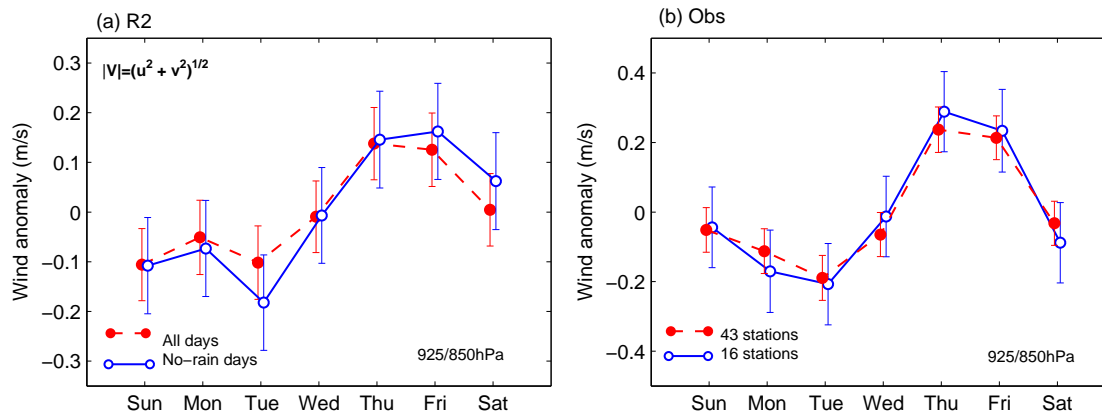 (a) R2
|V|=(u² + v²)¹/²
Wind anomaly (m/s)
0.3
0.2
0.1
0
−0.1
−0.2
−0.3
All days
No−rain days
925/850hPa
Sun Mon Tue Wed Thu Fri Sat
(b) Obs
Wind anomaly (m/s)
0.4
0.2
0
−0.2
−0.4
43 stations
16 stations
925/850hPa
Sun Mon Tue Wed Thu Fri Sat